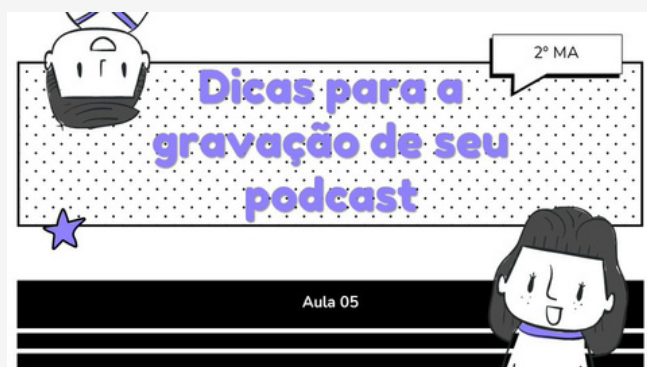 2º MA
Dicas para a
gravação de seu
podcast
Aula 05